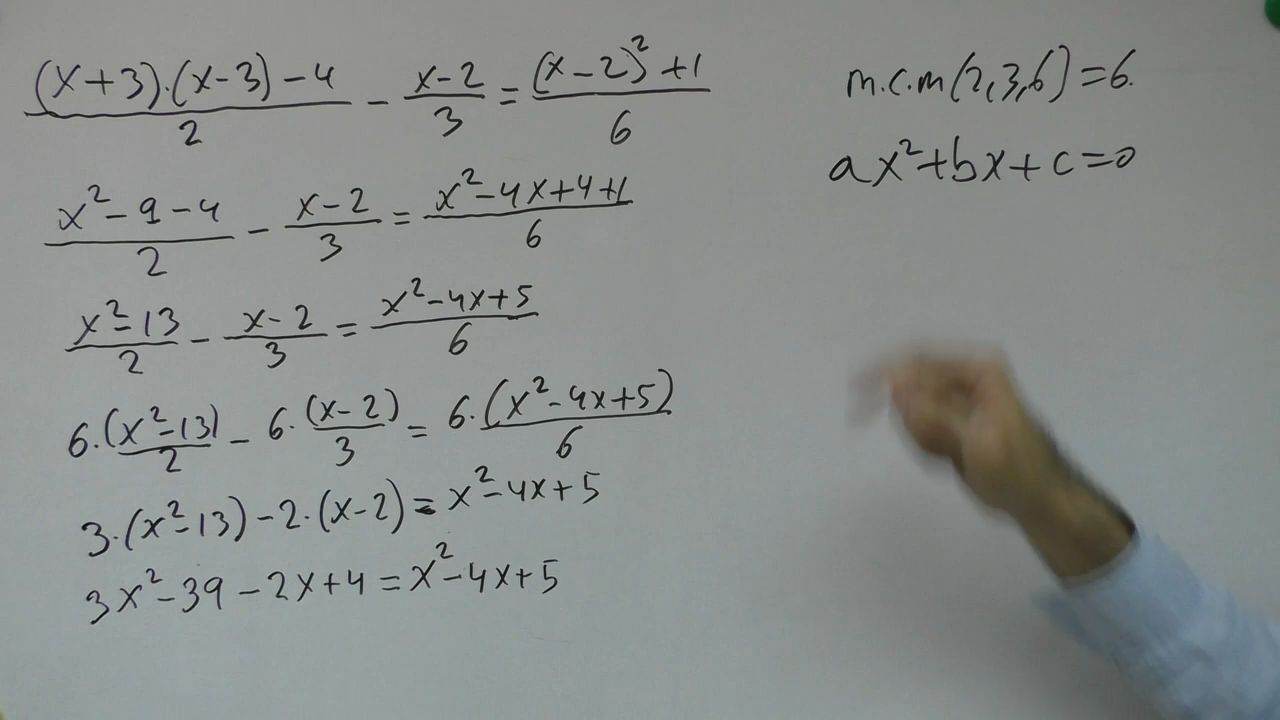 (x+3).(x-3)-4/2 - x-2/3 = (x-2)²+1/6
x²-9-4/2 - x-2/3 = x²-4x+4+1/6
x²-13/2 - x-2/3 = x²-4x+5/6
6.(x²-13)/2 - 6.(x-2)/3 = 6.(x²-4x+5)/6
3.(x²-13)-2.(x-2)=x²-4x+5
3x²-39-2x+4=x²-4x+5
m.c.m(2,3,6)=6.
ax²+bx+c=0